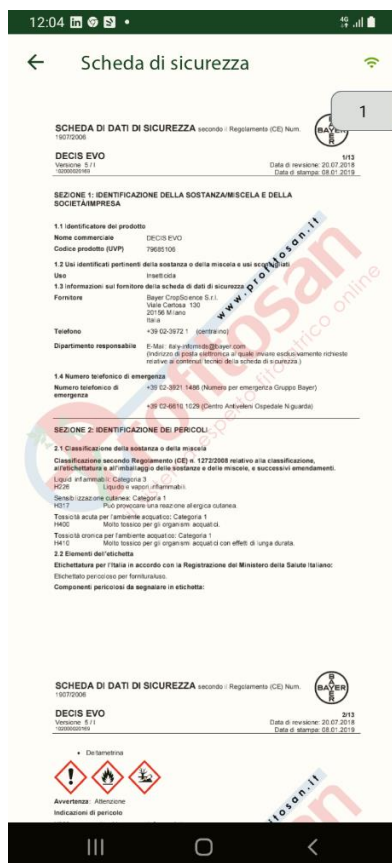 12:04
4G
Scheda di sicurezza
1
SCHEDA DI DATI DI SICUREZZA secondo il Regolamento (CE) Num.
1907/2006
BAYER
DECIS EVO
1/13
Versione 5 / I
Data di revisione: 20.07.2018
102000025169
Data di stampa: 08.01.2019
SEZIONE 1: IDENTIFICAZIONE DELLA SOSTANZA/MISCELA E DELLA
SOCIETÀ/IMPRESA
1.1 Identificatore del prodotto
Nome commerciale DECIS EVO
Codice prodotto (UVP) 79685106
1.2 Usi identificati pertinenti della sostanza o della miscela e usi sconsigliati
Uso Insetticida
1.3 Informazioni sul fornitore della scheda di dati di sicurezza
Fornitore Bayer CropScience S.r.l.
Viale Certosa 130
20156 Milano
Italia
Telefono +39 02-3972 1 (centralino)
Dipartimento responsabile E-Mail: italy-infomsds@bayer.com
(Indirizzo di posta elettronica al quale inviare esclusivamente richieste
relative ai contenuti tecnici della scheda di sicurezza.)
1.4 Numero telefonico di emergenza
Numero telefonico di +39 02-3921 1486 (Numero per emergenza Gruppo Bayer)
emergenza
+39 02-6610 1029 (Centro Antiveleni Ospedale Niguarda)
SEZIONE 2: IDENTIFICAZIONE DEI PERICOLI
2.1 Classificazione della sostanza o della miscela
Classificazione secondo Regolamento (CE) n. 1272/2008 relativo alla classificazione,
all'etichettatura e all'imballaggio delle sostanze e delle miscele, e successivi emendamenti.
Liquidi infiammabili: Categoria 3
H226 Liquido e vapori infiammabili.
Sensibilizzazione cutanea: Categoria 1
H317 Può provocare una reazione allergica cutanea.
Tossicità acuta per l'ambiente acquatico: Categoria 1
H400 Molto tossico per gli organismi acquatici.
Tossicità cronica per l'ambiente acquatico: Categoria 1
H410 Molto tossico per gli organismi acquatici con effetti di lunga durata.
2.2 Elementi dell'etichetta
Etichettatura per l'Italia in accordo con la Registrazione del Ministero della Salute Italiano:
Etichettato pericoloso per fornitura/uso.
Componenti pericolosi da segnalare in etichetta:
www.profitosan.it
Profitosan
esperto fitoiatrico online
SCHEDA DI DATI DI SICUREZZA secondo il Regolamento (CE) Num.
1907/2006
BAYER
DECIS EVO
2/13
Versione 5 / I
Data di revisione: 20.07.2018
102000025169
Data di stampa: 08.01.2019
• Deltametrina
Avvertenza: Attenzione
Indicazioni di pericolo